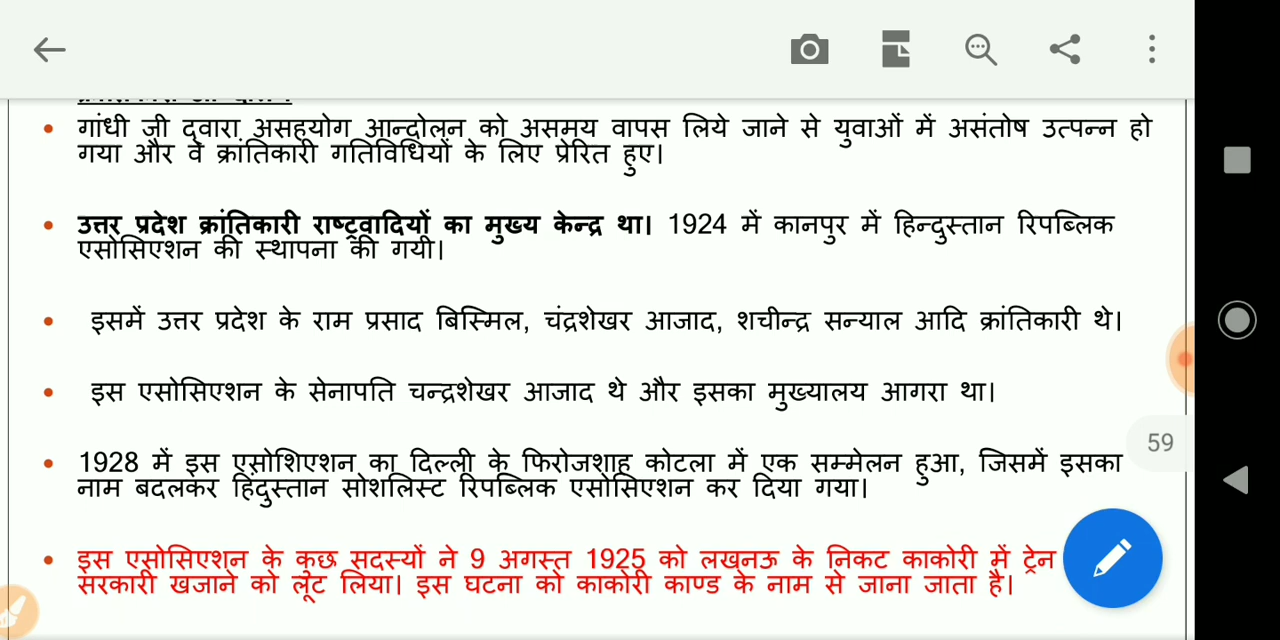 गांधी जी द्वारा असहयोग आन्दोलन को असमय वापस लिये जाने से युवाओं में असंतोष उत्पन्न हो
गया और वे क्रांतिकारी गतिविधियों के लिए प्रेरित हुए।
उत्तर प्रदेश क्रांतिकारी राष्ट्रवादियों का मुख्य केन्द्र था। 1924 में कानपुर में हिन्दुस्तान रिपब्लिक
एसोसिएशन की स्थापना की गयी।
इसमें उत्तर प्रदेश के राम प्रसाद बिस्मिल, चंद्रशेखर आजाद, शचीन्द्र सन्याल आदि क्रांतिकारी थे।
इस एसोसिएशन के सेनापति चन्द्रशेखर आजाद थे और इसका मुख्यालय आगरा था।
59
1928 में इस एसोशिएशन का दिल्ली के फिरोजशाह कोटला में एक सम्मेलन हुआ, जिसमें इसका
नाम बदलकर हिंदुस्तान सोशलिस्ट रिपब्लिक एसोसिएशन कर दिया गया।
इस एसोसिएशन के कुछ सदस्यों ने 9 अगस्त 1925 को लखनऊ के निकट काकोरी में ट्रेन
सरकारी खजाने को लूट लिया। इस घटना को काकोरी काण्ड के नाम से जाना जाता है।